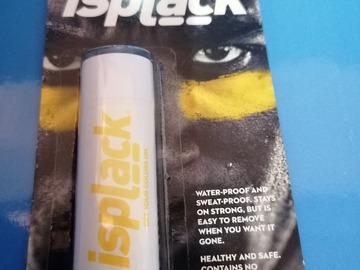 isplack
isplack
WATER-PROOF AND
SWEAT-PROOF. STAYS
ON STRONG, BUT IS
EASY TO REMOVE
WHEN YOU WANT IT
GONE.
HEALTHY AND SAFE.
CONTAINS NO